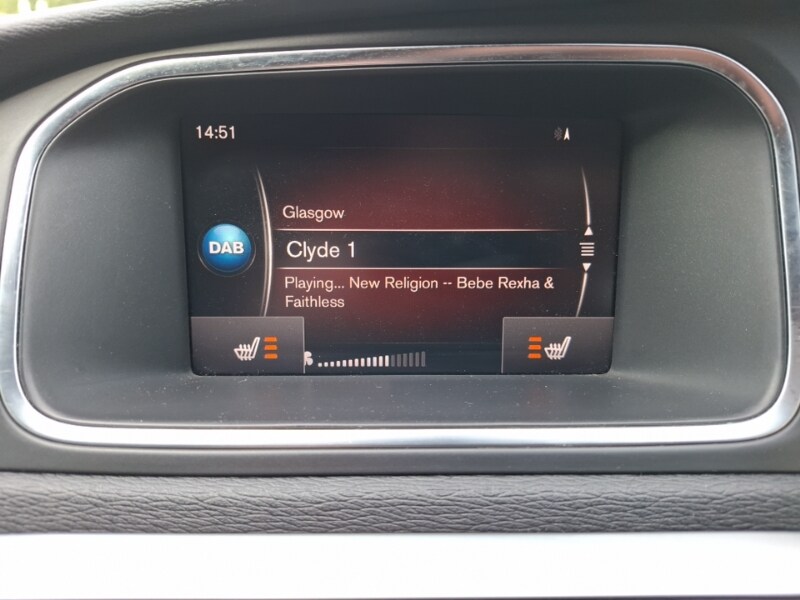 14:51
Glasgow
DAB
Clyde 1
Playing... New Religion -- Bebe Rexha &
Faithless